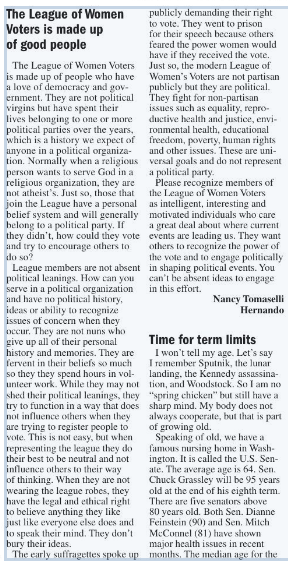 The League of Women
Voters is made up
of good people
The League of Women Voters
is made up of people who have
a love of democracy and gov-
ernment. They are not political
virgins but have spent their
lives belonging to one or more
political parties over the years,
which is a history we expect of
anyone in a political organiza-
tion. Normally when a religious
person wants to serve God in a
religious organization, they are
not atheist's. Just so, those that
join the League have a personal
belief system and will generally
belong to a political party. If
they didn't, how could they vote
and try to encourage others to
do so?
League members are not absent
political leanings. How can you
serve in a political organization
and have no political history,
ideas or ability to recognize
issues of concern when they
occur. They are not nuns who
give up all of their personal
history and memories. They are
fervent in their beliefs so much
so they they spend hours in vol-
unteer work. While they may not
shed their political leanings, they
try to function in a way that does
not influence others when they
are trying to register people to
vote. This is not easy, but when
representing the league they do
their best to be neutral and not
influence others to their way
of thinking. When they are not
wearing the league robes, they
have the legal and ethical right
to believe anything they like
just like everyone else does and
to speak their mind. They don't
bury their ideas.
The early suffragettes spoke up
publicly demanding their right
to vote. They went to prison
for their speech because others
feared the power women would
have if they received the vote.
Just so, the modern League of
Women's Voters are not partisan
publicly but they are political.
They fight for non-partisan
issues such as equality, repro-
ductive health and justice, envi-
ronmental health, educational
freedom, poverty, human rights
and other issues. These are uni-
versal goals and do not represent
a political party.
Please recognize members of
the League of Women Voters
as intelligent, interesting and
motivated individuals who care
a great deal about where current
events are leading us. They want
others to recognize the power of
the vote and to engage politically
in shaping political events. You
can't be absent ideas to engage
in this effort.
Nancy Tomaselli
Hernando
Time for term limits
I won't tell my age. Let's say
I remember Sputnik, the lunar
landing, the Kennedy assassina-
tion, and Woodstock. So I am no
"spring chicken" but still have a
sharp mind. My body does not
always cooperate, but that is part
of growing old.
Speaking of old, we have a
famous nursing home in Wash-
ington. It is called the U.S. Sen-
ate. The average age is 64. Sen.
Chuck Grassley will be 95 years
old at the end of his eighth term.
There are five senators above
80 years old. Both Sen. Dianne
Feinstein (90) and Sen. Mitch
McConnel (81) have shown
major health issues in recent
months. The median age for the